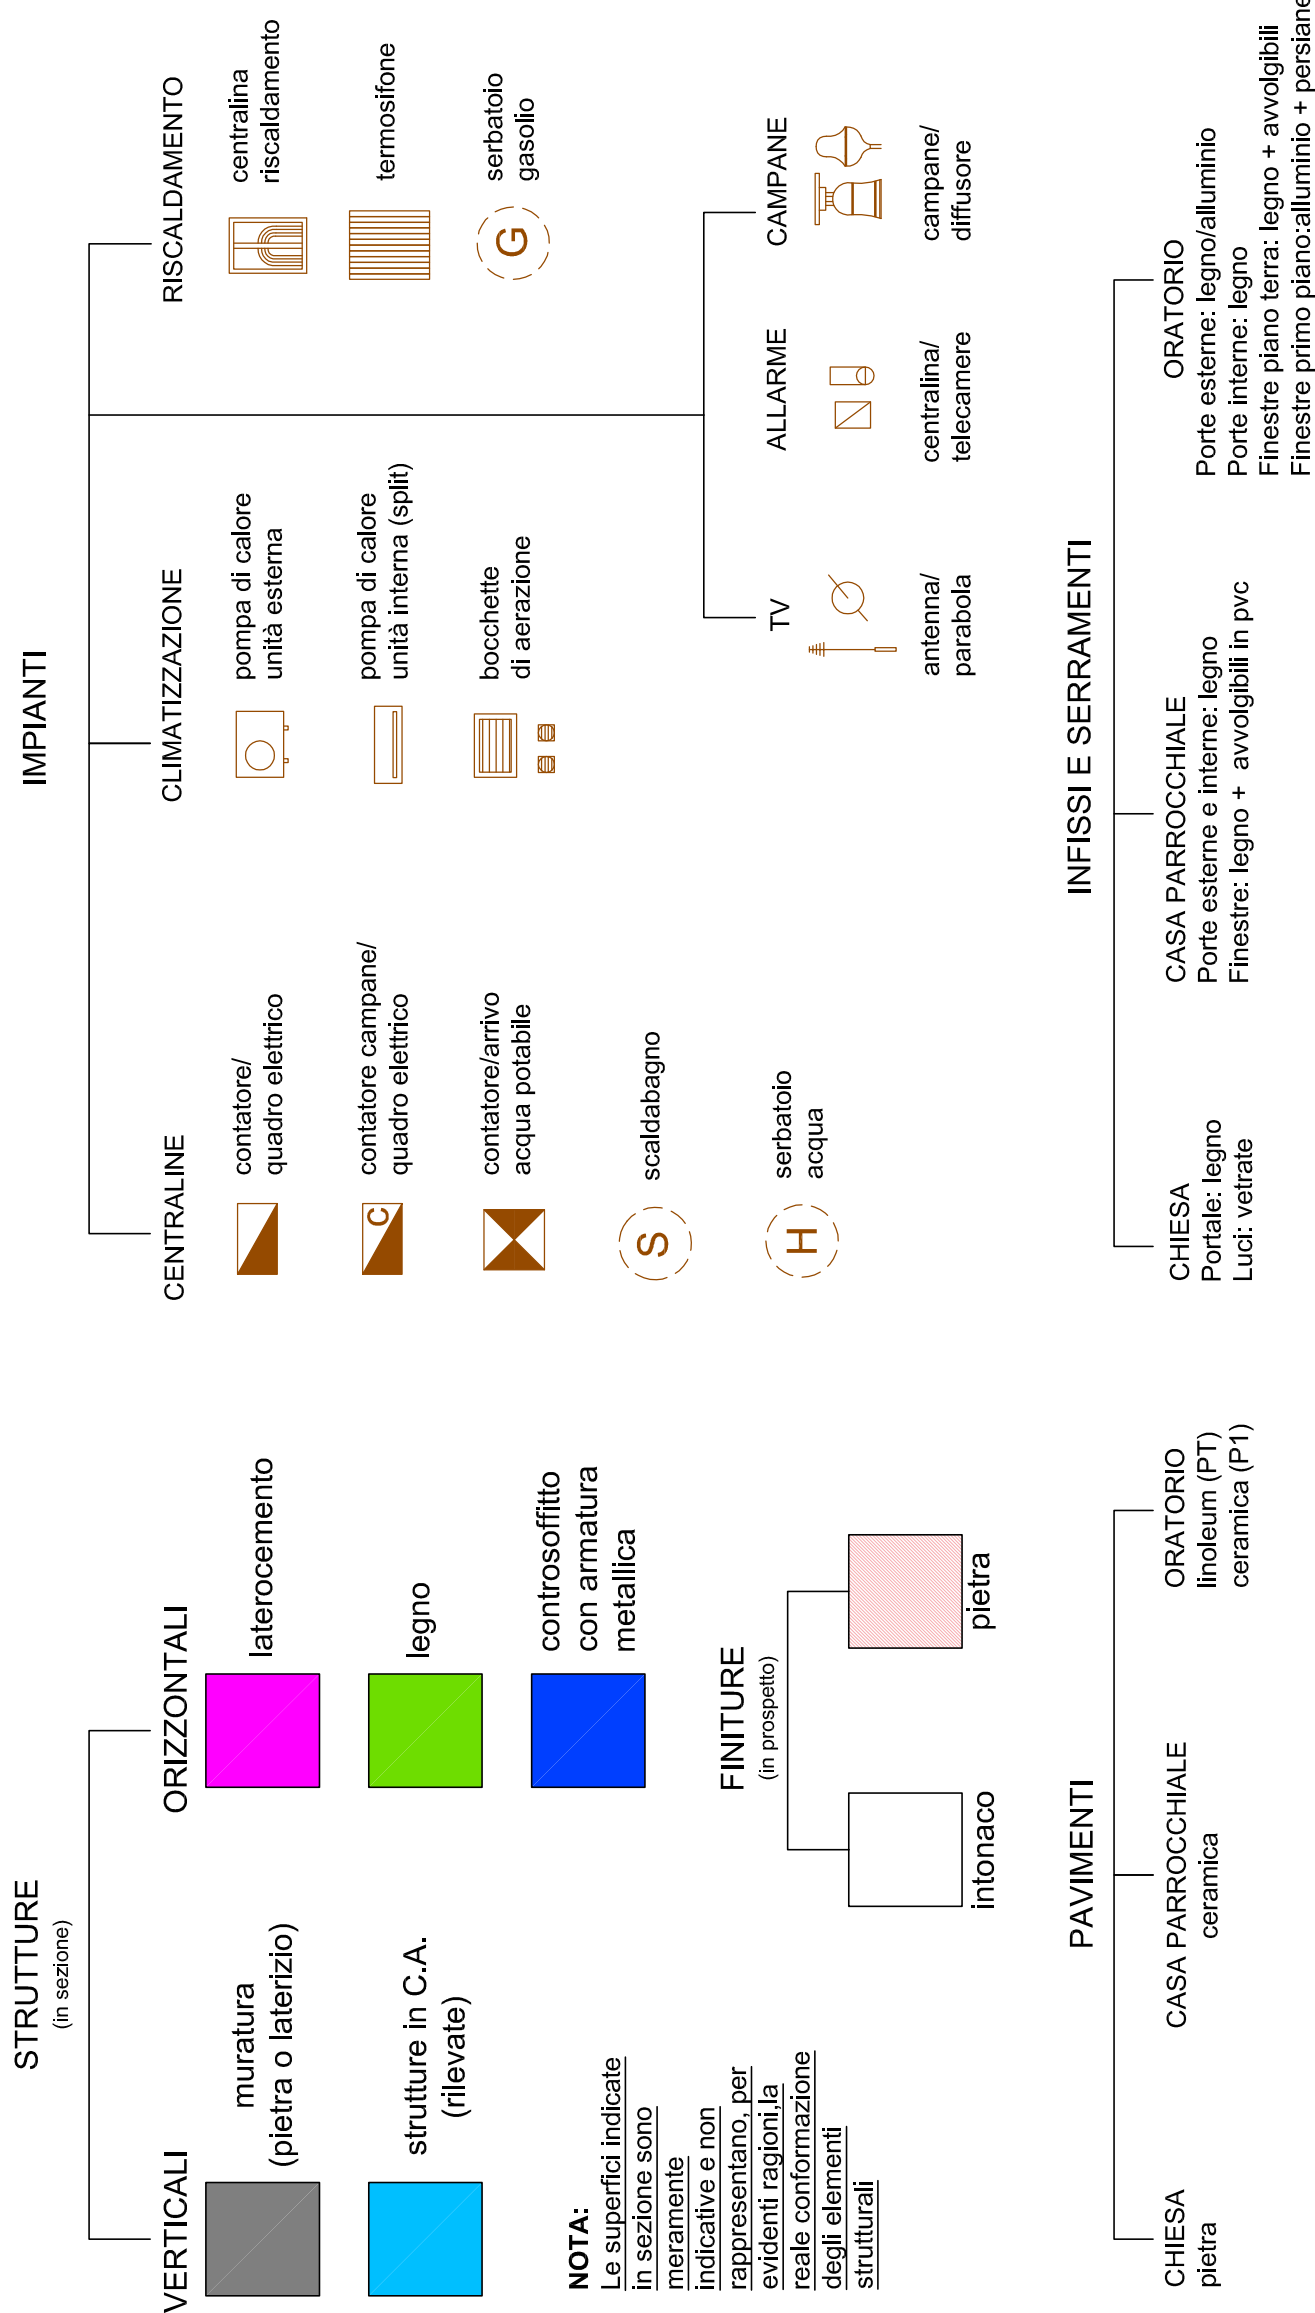 STRUTTURE
(in sezione)
VERTICALI
muratura
(pietra o laterizio)
strutture in C.A.
(rilevate)
ORIZZONTALI
laterocemento
legno
controsoffitto
con armatura
metallica
NOTA:
Le superfici indicate
in sezione sono
meramente
indicative e non
rappresentano, per
evidenti ragioni,la
reale conformazione
degli elementi
strutturali
FINITURE
(in prospetto)
intonaco
pietra
PAVIMENTI
CHIESA
pietra
CASA PARROCCHIALE
ceramica
ORATORIO
linoleum (PT)
ceramica (P1)
IMPIANTI
CENTRALINE
contatore/
quadro elettrico
C
contatore campane/
quadro elettrico
contatore/arrivo
acqua potabile
S
scaldabagno
H
serbatoio
acqua
CLIMATIZZAZIONE
pompa di calore
unità esterna
pompa di calore
unità interna (split)
bocchette
di aerazione
RISCALDAMENTO
centralina
riscaldamento
termosifone
G
serbatoio
gasolio
TV
antenna/
parabola
ALLARME
centralina/
telecamere
CAMPANE
campane/
diffusore
INFISSI E SERRAMENTI
CHIESA
Portale: legno
Luci: vetrate
CASA PARROCCHIALE
Porte esterne e interne: legno
Finestre: legno + avvolgibili in pvc
ORATORIO
Porte esterne: legno/alluminio
Porte interne: legno
Finestre piano terra: legno + avvolgibili
Finestre primo piano:alluminio + persiane